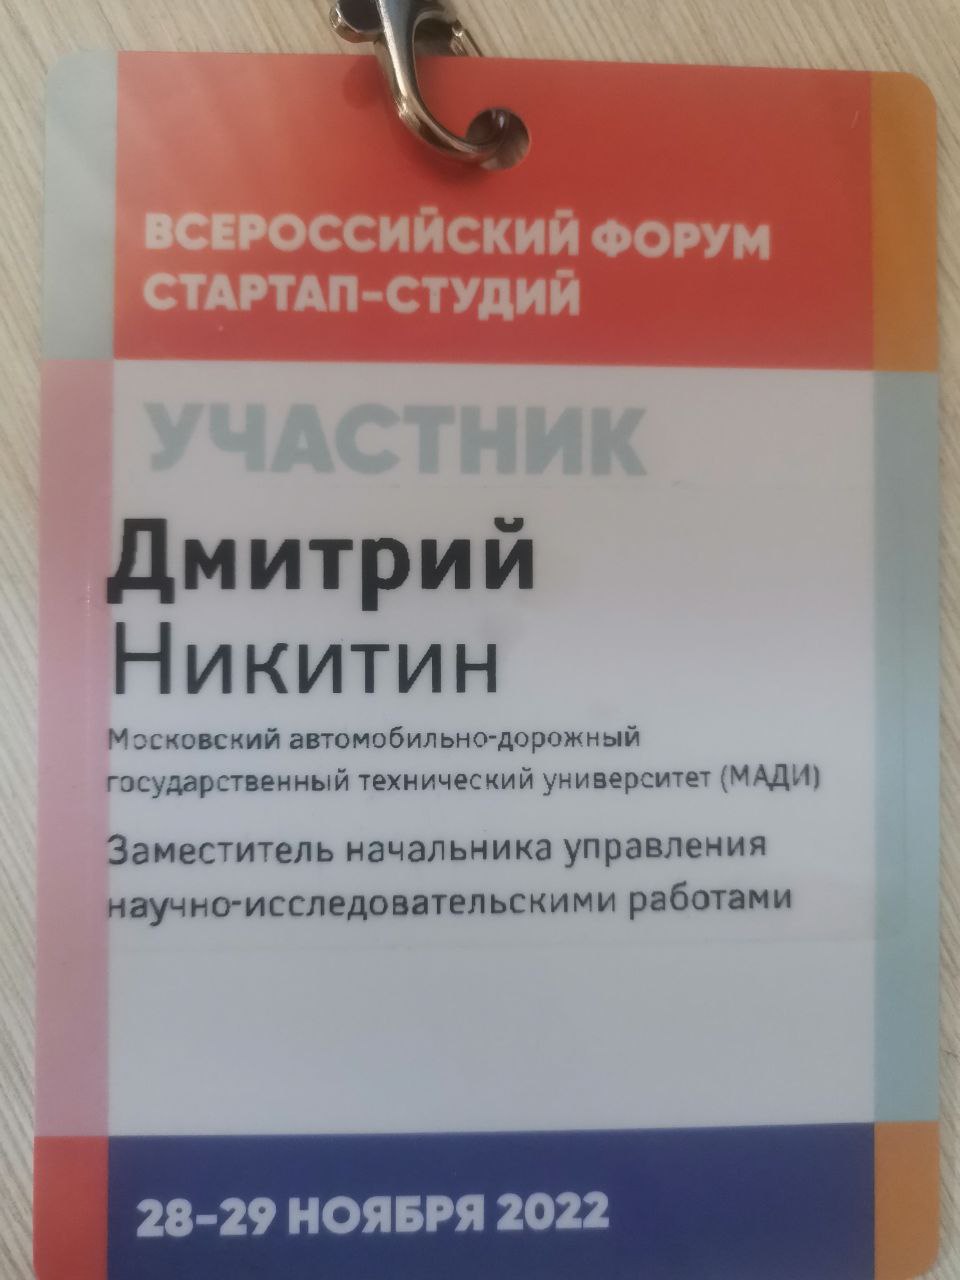 ВСЕРОССИЙСКИЙ ФОРУМ
СТАРТАП-СТУДИЙ
УЧАСТНИК
Дмитрий
Никитин
Московский автомобильно-дорожный
государственный технический университет (МАДИ)
Заместитель начальника управления
научно-исследовательскими работами
28-29 НОЯБРЯ 2022